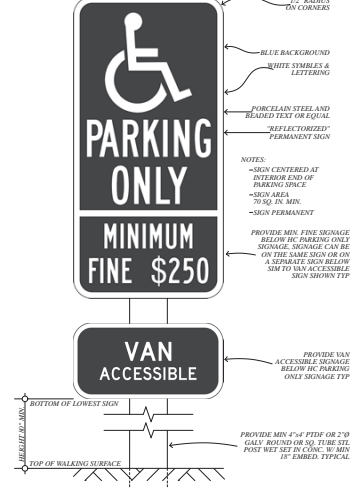 1/2" RADIUS
ON CORNERS
BLUE BACKGROUND
WHITE SYMBLES &
LETTERING
PORCELAIN STEEL AND
BEADED TEXT OR EQUAL
"REFLECTORIZED"
PERMANENT SIGN
PARKING
ONLY
NOTES:
-SIGN CENTERED AT
INTERIOR END OF
PARKING SPACE
-SIGN AREA
70 SQ. IN. MIN.
-SIGN PERMANENT
MINIMUM
FINE $250
PROVIDE MIN. FINE SIGNAGE
BELOW HC PARKING ONLY
SIGNAGE, SIGNAGE CAN BE
ON THE SAME SIGN OR ON
A SEPARATE SIGN BELOW
SIM TO VAN ACCESSIBLE
SIGN SHOWN TYP
VAN
ACCESSIBLE
PROVIDE VAN
ACCESSIBLE SIGNAGE
BELOW HC PARKING
ONLY SIGNAGE TYP
BOTTOM OF LOWEST SIGN
HEIGHT 80" MIN.
PROVIDE MIN 4"x4" PTDF OR 2"Ø
GALV ROUND OR SQ. TUBE STL
POST WET SET IN CONC. W/ MIN
18" EMBED. TYPICAL
TOP OF WALKING SURFACE